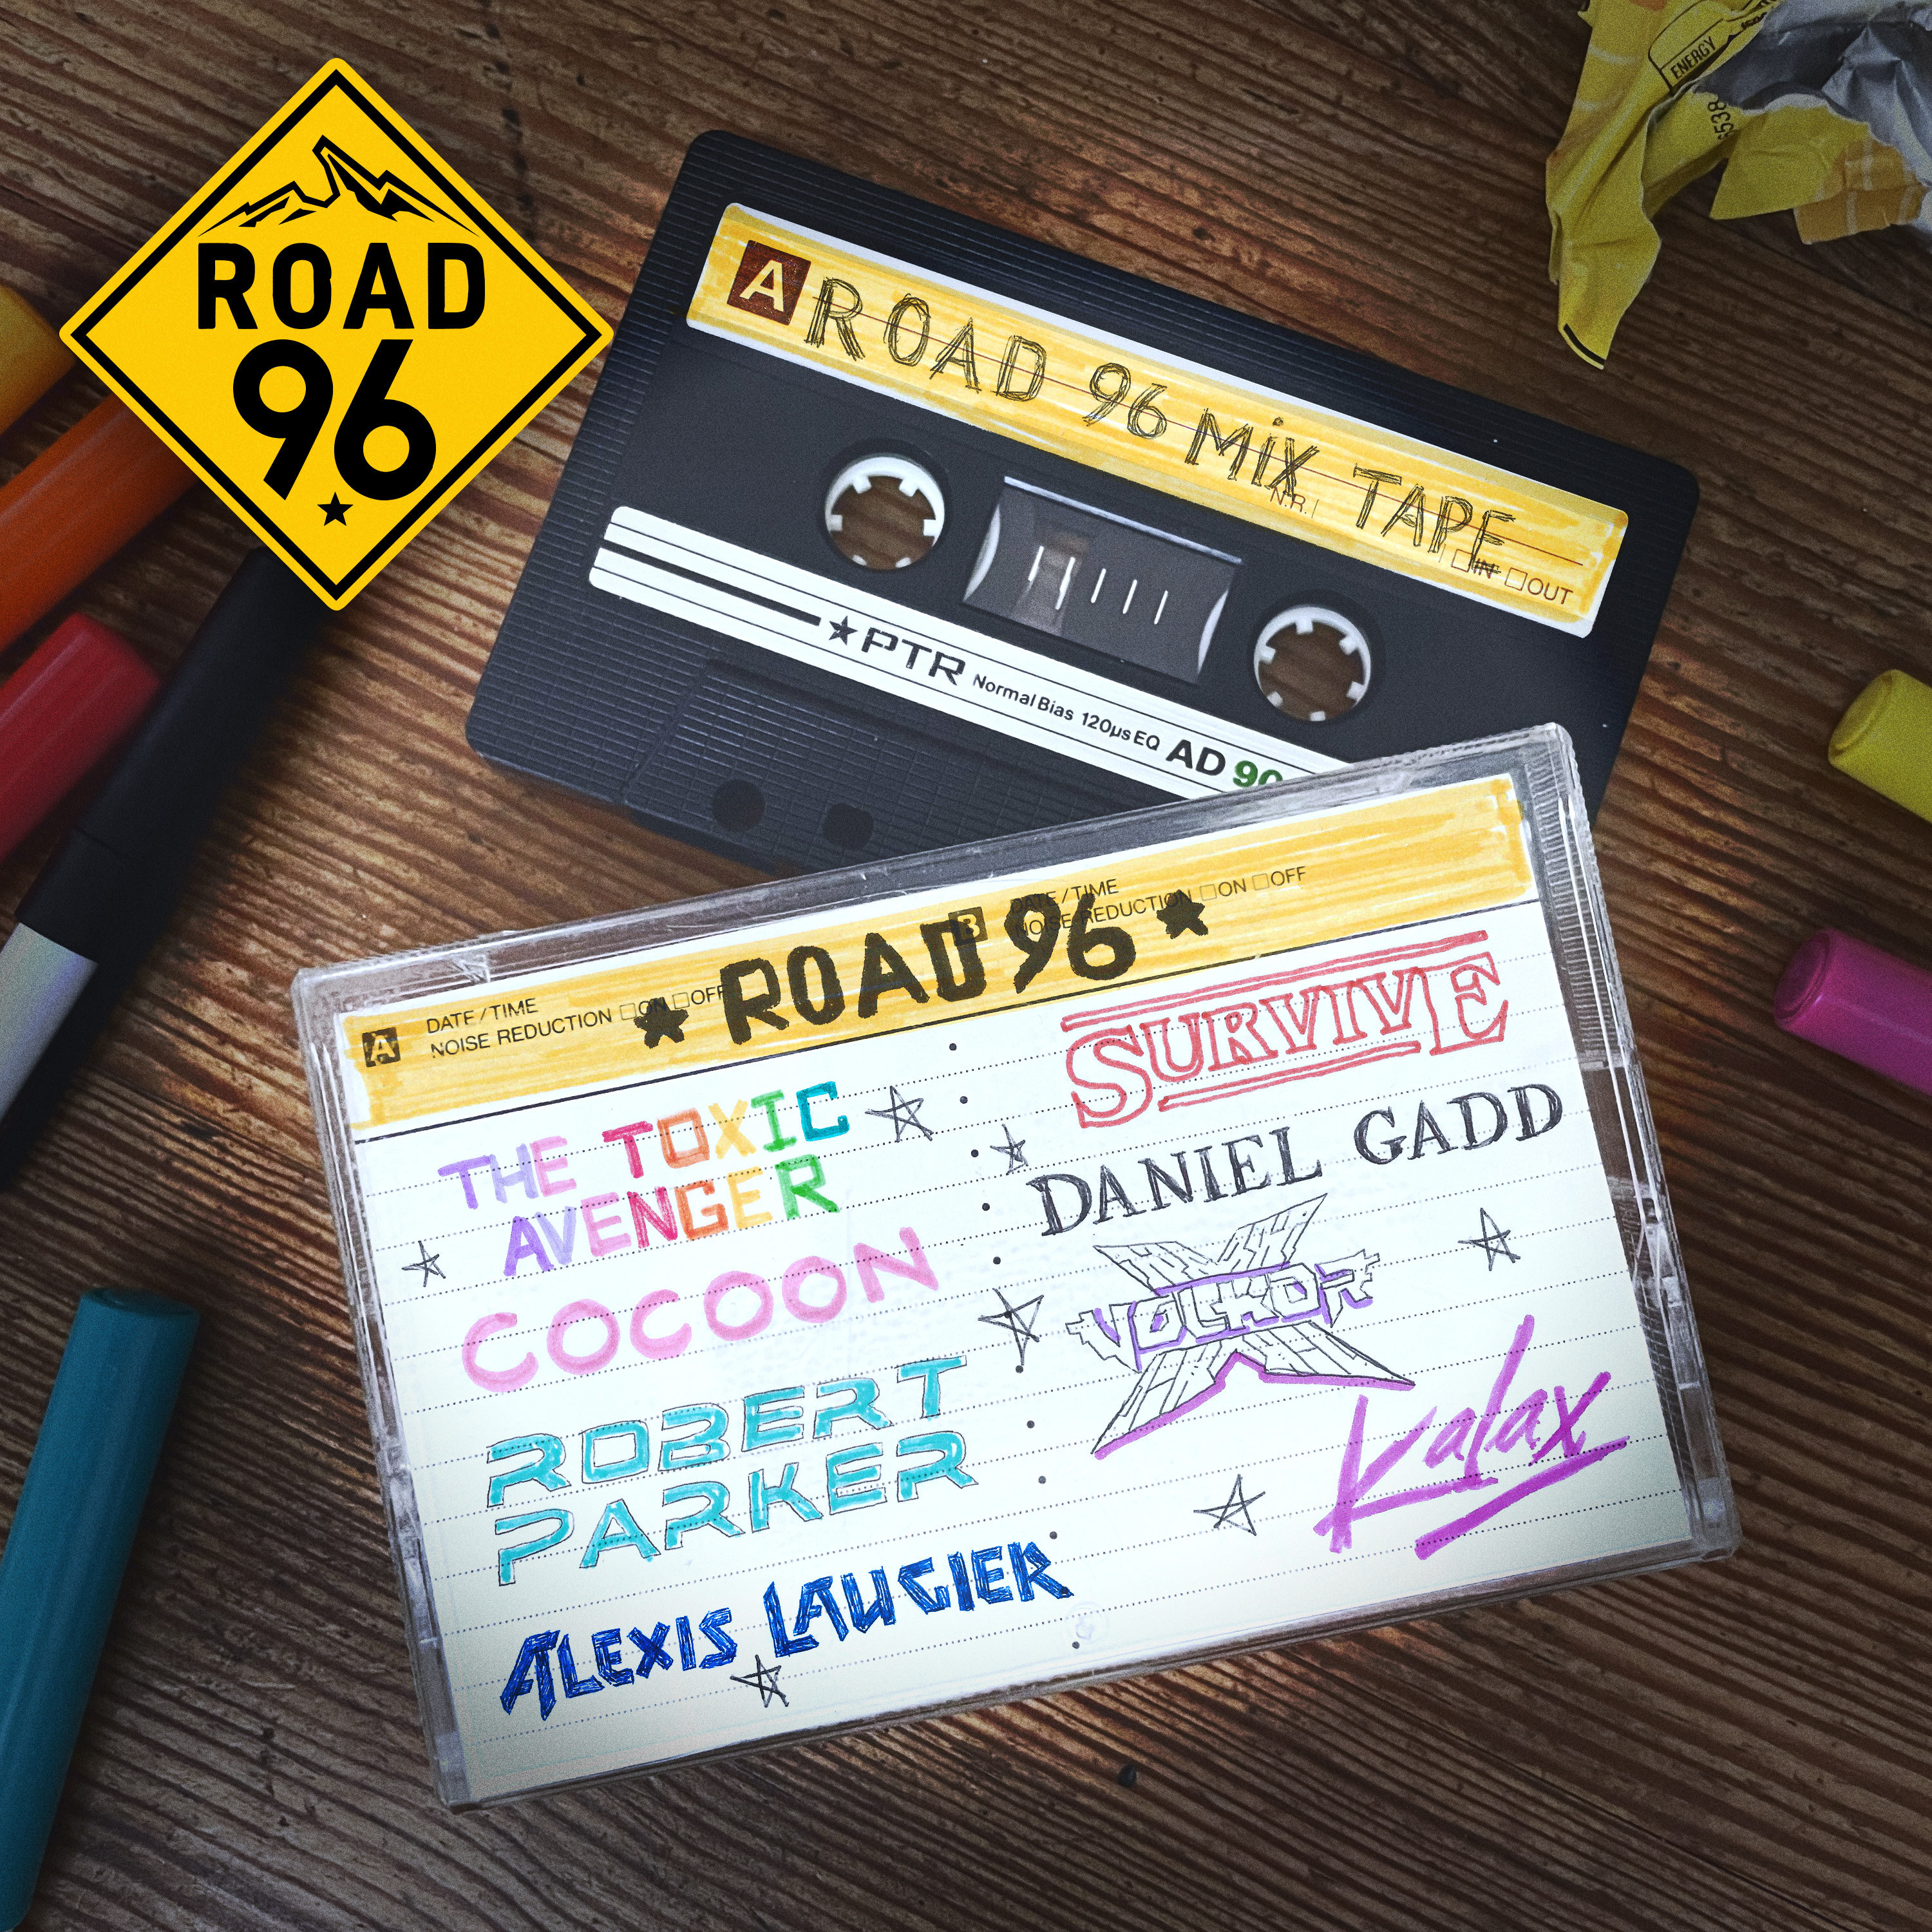 ROAD
96
A ROAD 96 MiX TAPE
N.R. IN OUT
PTR Normal Bias 120µs EQ AD 90
ENERGY
A DATE / TIME
NOISE REDUCTION ON OFF
B DATE / TIME
NOISE REDUCTION ON OFF
★ ROAD 96 ★
THE TOXIC
AVENGER
COCOON
ROBERT
PARKER
ALEXIS LAUGIER
SURVIVE
DANIEL GADD
VOLKOR
X
Kalax